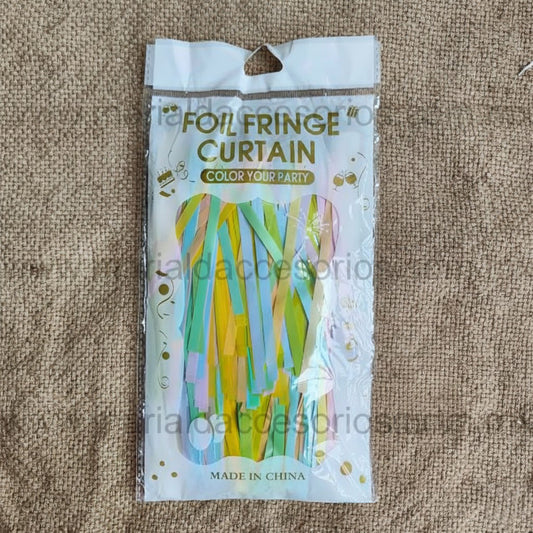 FOIL FRINGE
CURTAIN
COLOR YOUR PARTY
MADE IN CHINA